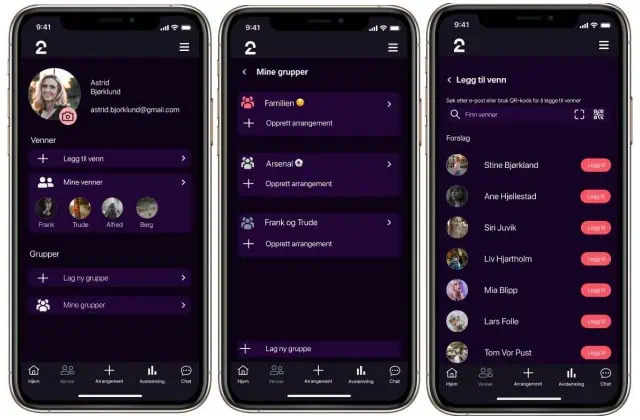 9:41
2
Astrid
Bjørklund
astrid.bjorklund@gmail.com
Venner
Legg til venn
Mine venner
Frank Trude Alfred Berg
Grupper
Lag ny gruppe
Mine grupper
Hjem Venner Arrangement Avstemning Chat
9:41
2
Mine grupper
Familien
Opprett arrangement
Arsenal
Opprett arrangement
Frank og Trude
Opprett arrangement
Lag ny gruppe
Hjem Venner Arrangement Avstemning Chat
9:41
2
Legg til venn
Søk etter e-post eller bruk QR-kode for å legge til venner
Finn venner
Forslag
Stine Bjørkland Legg til
Ane Hjellestad Legg til
Siri Juvik Legg til
Liv Hjartholm Legg til
Mia Blipp Legg til
Lars Folle Legg til
Tom Vor Pust Legg til
Hjem Venner Arrangement Avstemning Chat